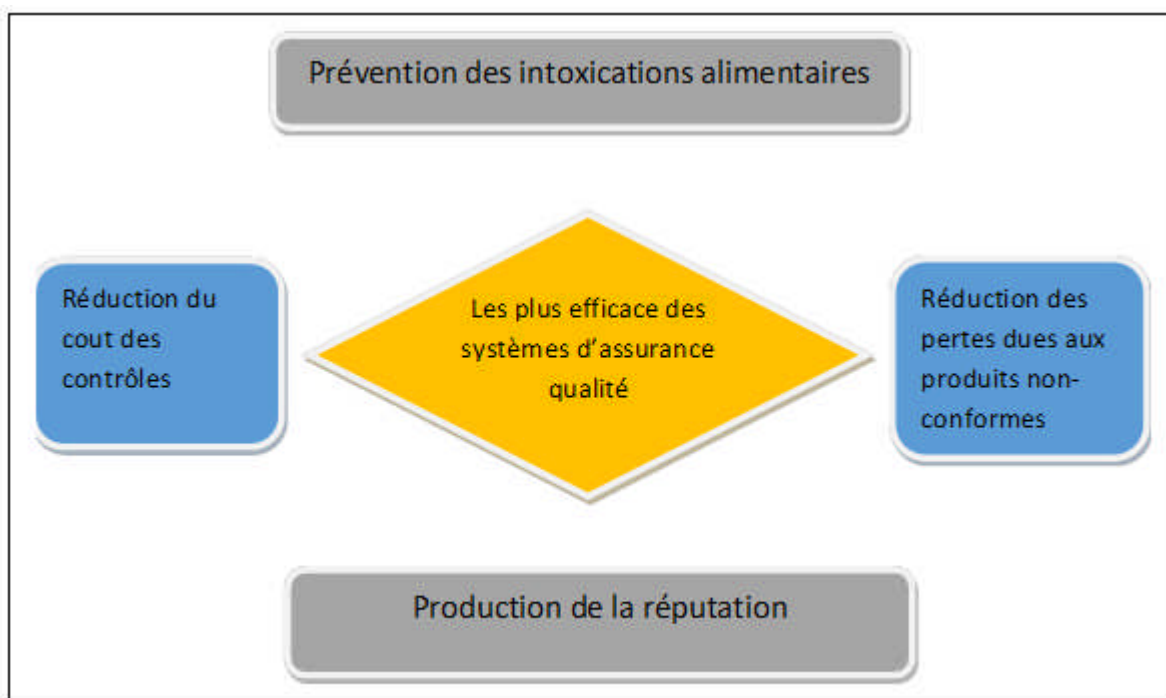 Prévention des intoxications alimentaires
Réduction du
cout des
contrôles
Les plus efficace des
systèmes d'assurance
qualité
Réduction des
pertes dues aux
produits non-
conformes
Production de la réputation